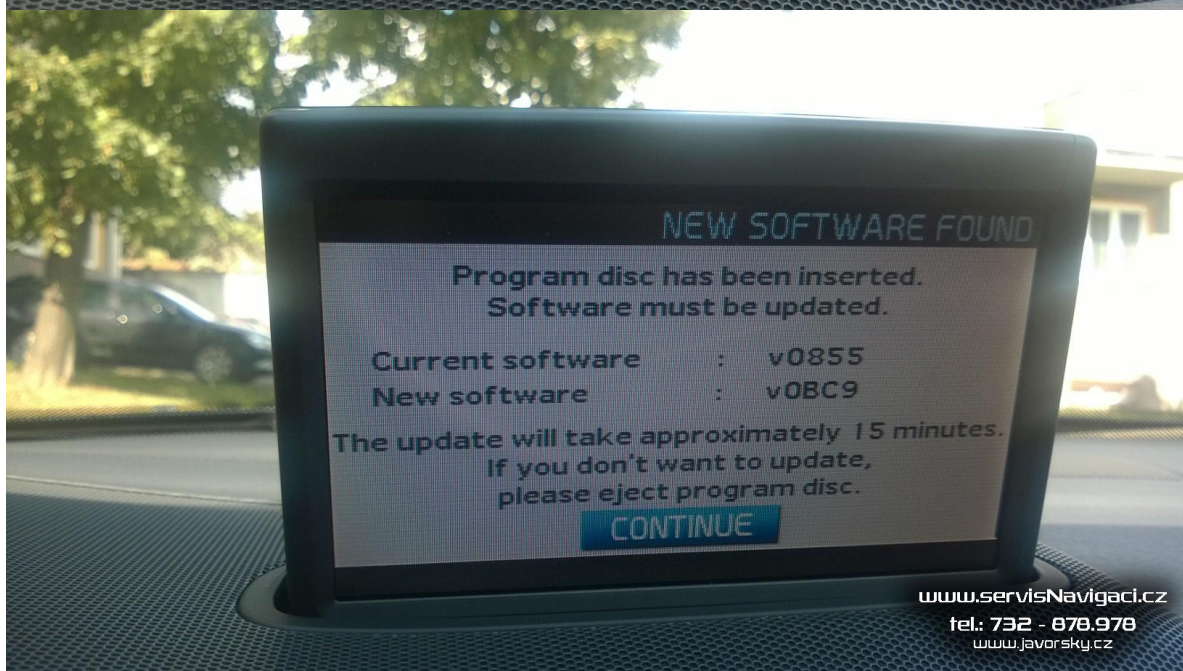 NEW SOFTWARE FOUND
Program disc has been inserted.
Software must be updated.
Current software : v0855
New software : v0BC9
The update will take approximately 15 minutes.
If you don't want to update,
please eject program disc.
CONTINUE
www.servisNavigaci.cz
tel.: 732 - 878.978
www.javorsky.cz